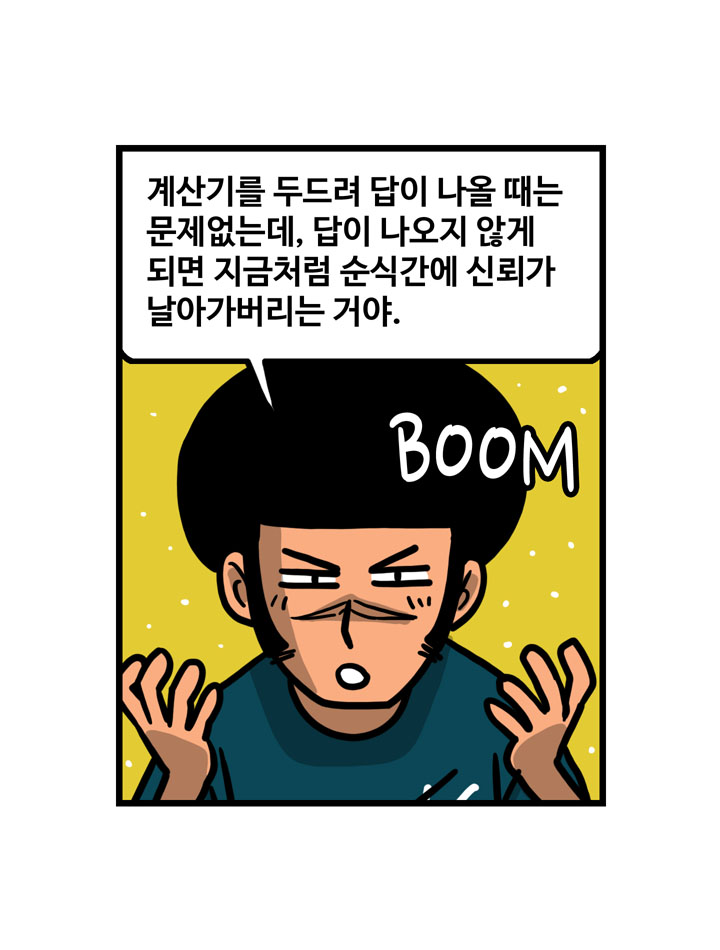 계산기를 두드려 답이 나올 때는
문제없는데, 답이 나오지 않게
되면 지금처럼 순식간에 신뢰가
날아가버리는 거야.
BOOM